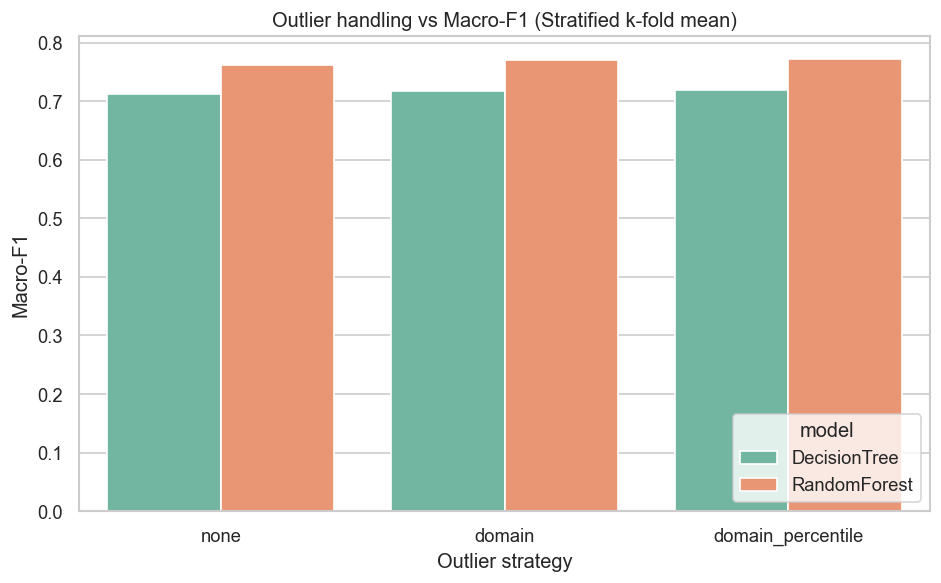 Outlier handling vs Macro-F1 (Stratified k-fold mean)
Macro-F1
0.8
0.7
0.6
0.5
0.4
0.3
0.2
0.1
0.0
model
DecisionTree
RandomForest
none
domain
domain_percentile
Outlier strategy